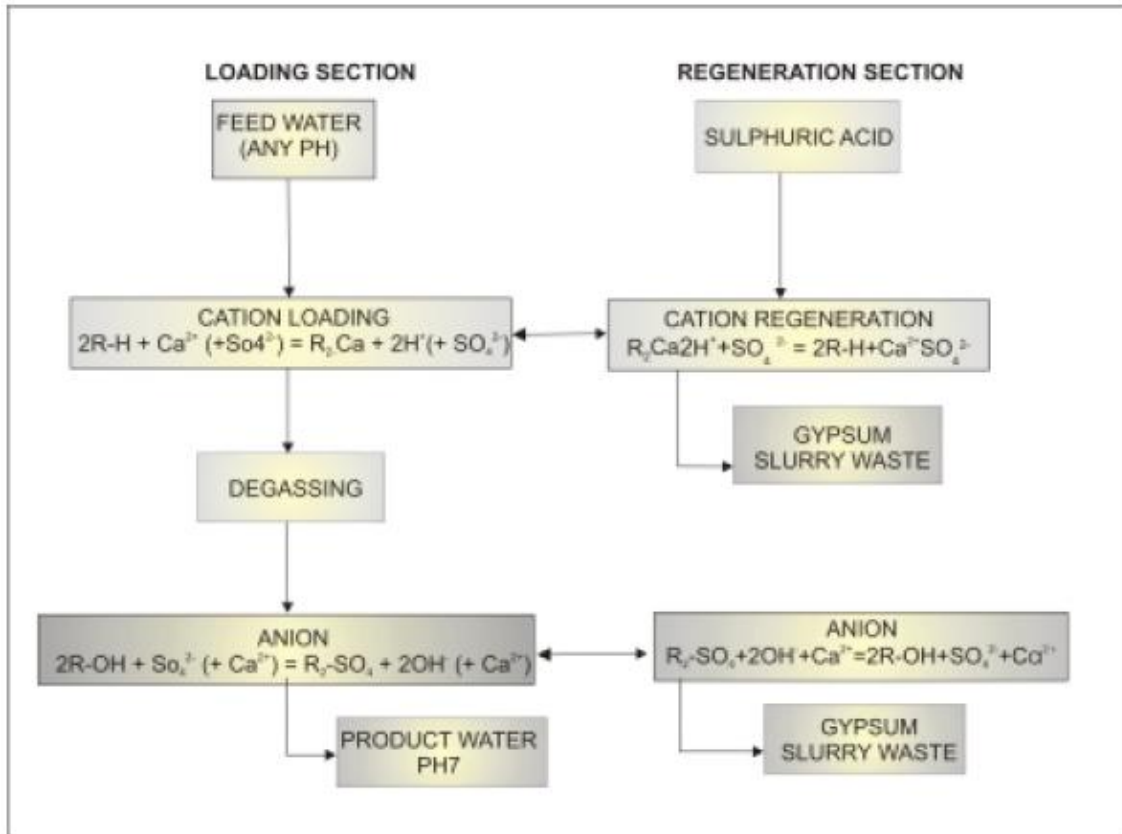 LOADING SECTION
REGENERATION SECTION
FEED WATER
(ANY PH)
SULPHURIC ACID
CATION LOADING
2R-H + Ca²⁺ (+So4²⁻) = R₂Ca + 2H⁺(+ SO₄²⁻)
CATION REGENERATION
R₂Ca2H⁺+SO₄²⁻ = 2R-H+Ca²⁺SO₄²⁻
GYPSUM
SLURRY WASTE
DEGASSING
ANION
2R-OH + So₄²⁻ (+ Ca²⁺) = R₂-SO₄ + 2OH⁻ (+ Ca²⁺)
ANION
R₂-SO₄+2OH⁻+Ca²⁺=2R-OH+SO₄²⁻+Cα²⁺
PRODUCT WATER
PH7
GYPSUM
SLURRY WASTE